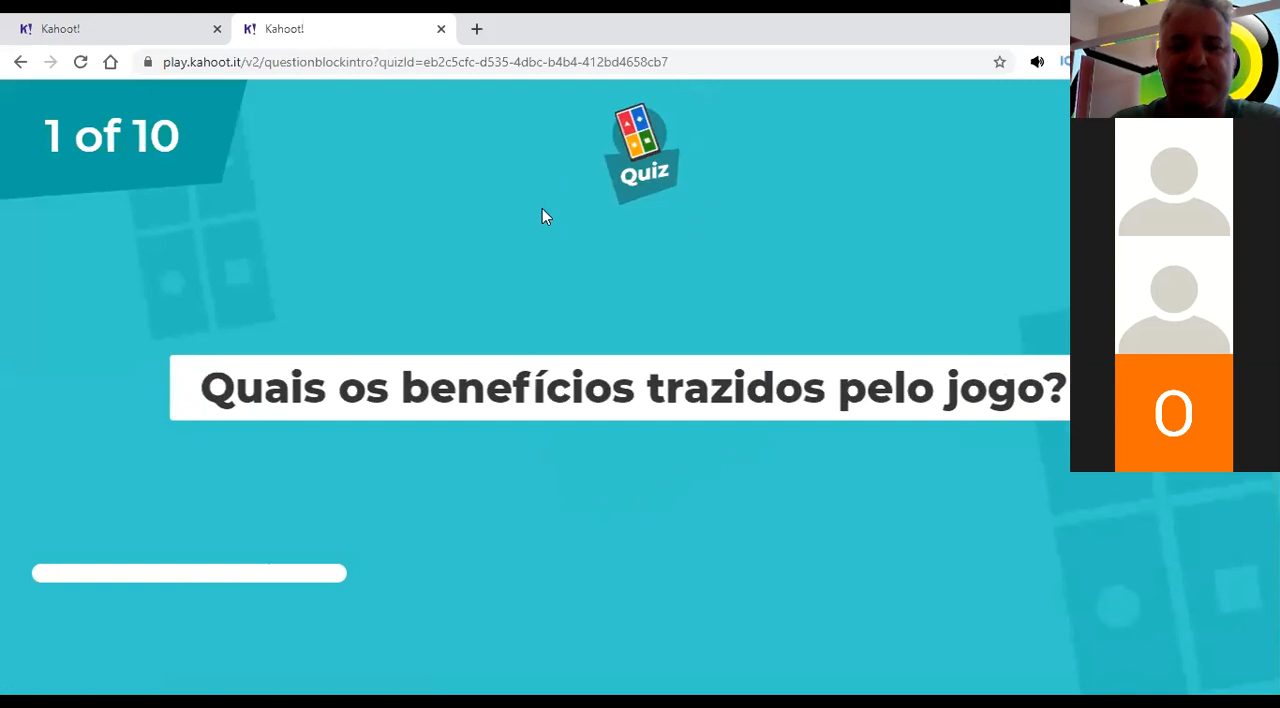 K! Kahoot!
K! Kahoot!
play.kahoot.it/v2/questionblockintro?quizId=eb2c5cfc-d535-4dbc-b4b4-412bd4658cb7
1 of 10
Quiz
Quais os benefícios trazidos pelo jogo?
O